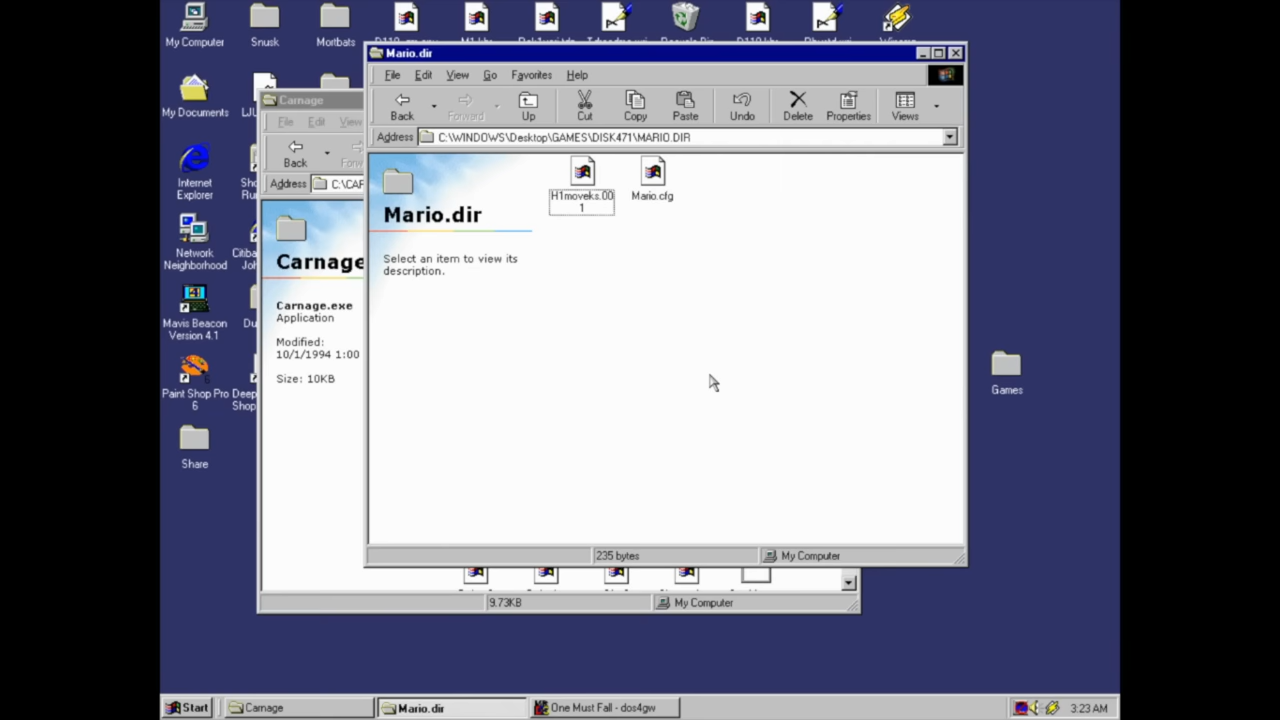 My Computer
Snusk
Mortbats
My Documents
Internet
Explorer
Network
Neighborhood
Mavis Beacon
Version 4.1
Paint Shop Pro
6
Share
Games
Carnage
File Edit View
Back
Address C:\CAR
Carnage
Carnage.exe
Application
Modified:
10/1/1994 1:00
Size: 10KB
9.73KB
My Computer
Mario.dir
File Edit View Go Favorites Help
Back Forward Up Cut Copy Paste Undo Delete Properties Views
Address C:\WINDOWS\Desktop\GAMES\DISK471\MARIO.DIR
Mario.dir
Select an item to view its
description.
H1moveks.00
1
Mario.cfg
235 bytes
My Computer
Start
Carnage
Mario.dir
One Must Fall - dos4gw
3:23 AM